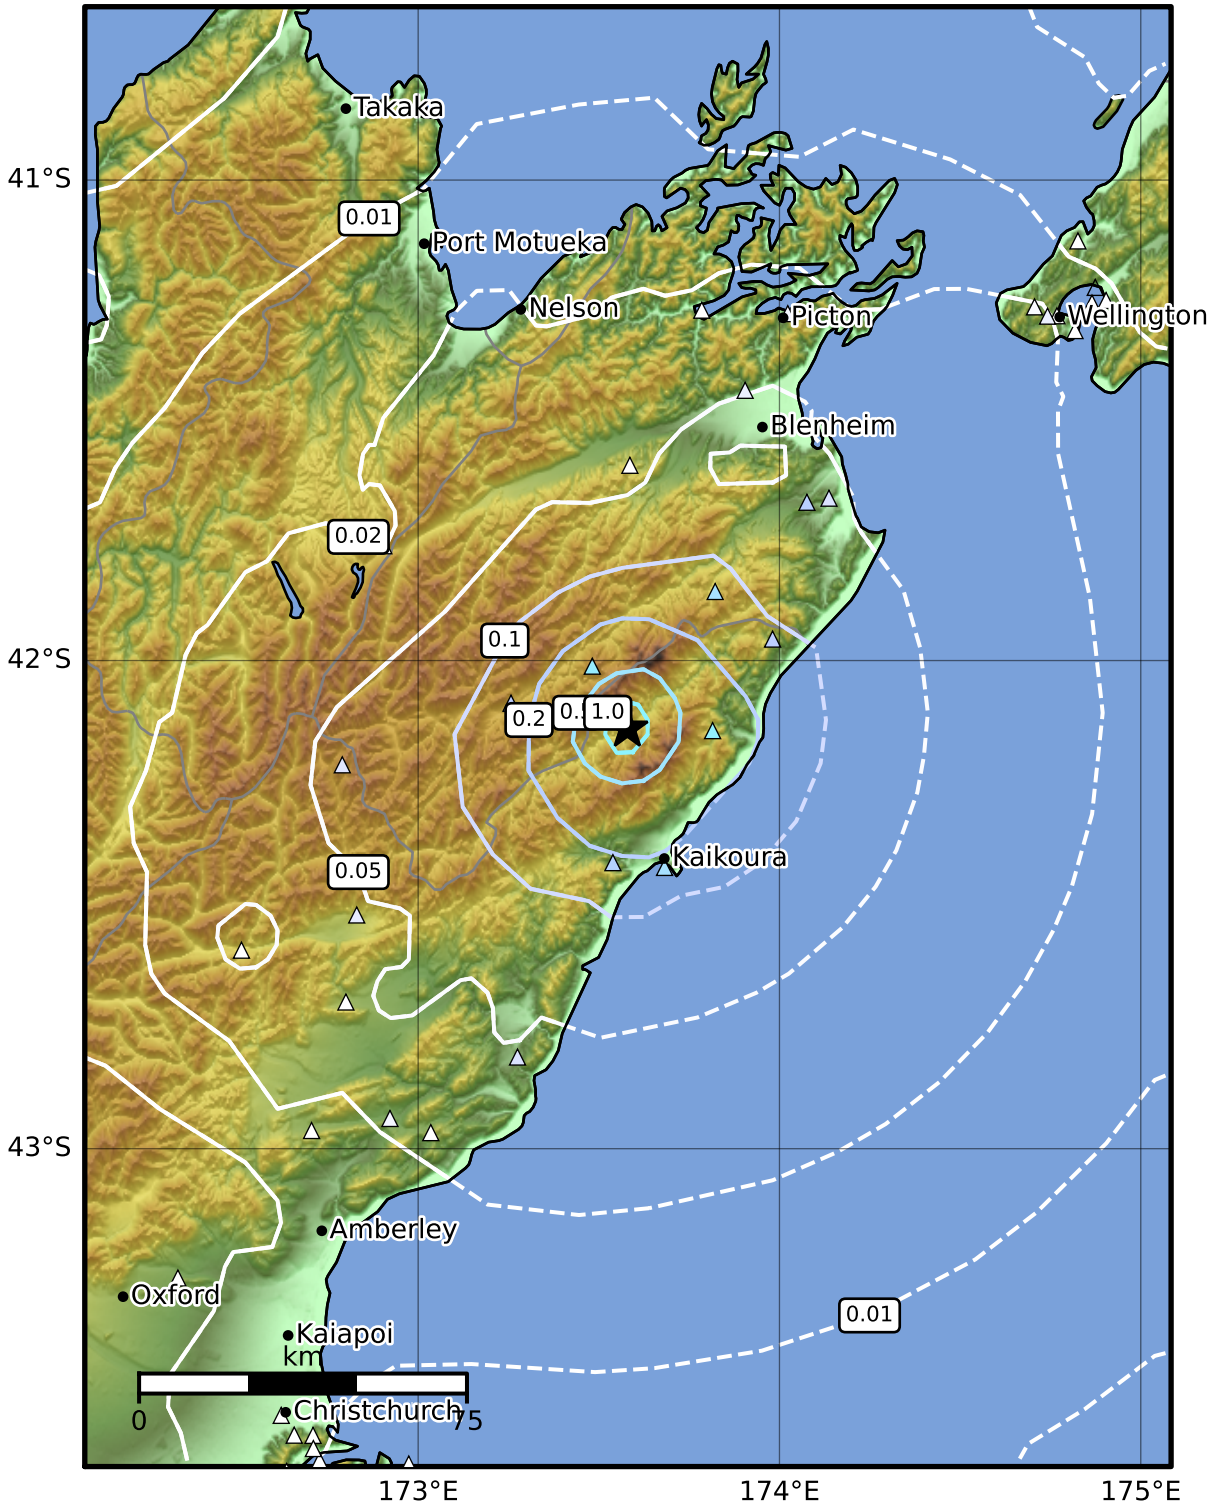 Takaka
41°S
0.01
Port Motueka
Nelson
Picton
Wellington
Blenheim
0.02
0.1
42°S
0.2
1.0
Kaikoura
0.05
43°S
Amberley
Oxford
0.01
Kaiapoi
km
Christchurch
0
75
173°E
174°E
175°E